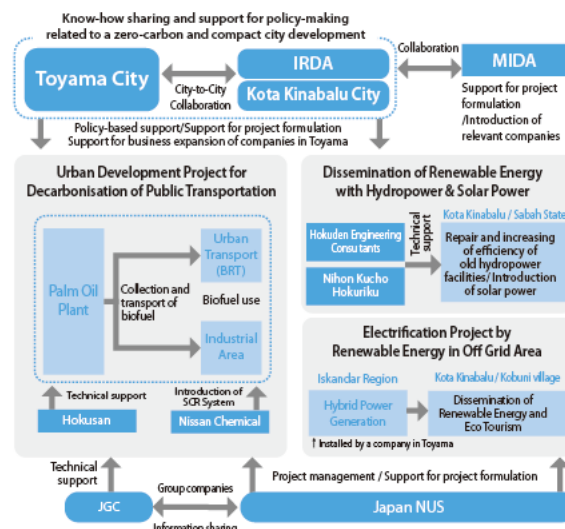 Know-how sharing and support for policy-making
related to a zero-carbon and compact city development
Toyama City
City-to-City
Collaboration
IRDA
Kota Kinabalu City
Collaboration
MIDA
Support for project
formulation
/Introduction of
relevant companies
Policy-based support/Support for project formulation
Support for business expansion of companies in Toyama
Urban Development Project for
Decarbonisation of Public Transportation
Palm Oil
Plant
Collection and
transport of
biofuel
Urban
Transport
(BRT)
Biofuel use
Industrial
Area
Technical support
Hokusan
Introduction of
SCR System
Nissan Chemical
Dissemination of Renewable Energy
with Hydropower & Solar Power
Hokuden Engineering
Consutants
Nihon Kucho
Hokuriku
Technical
support
Kota Kinabalu / Sabah State
Repair and increasing
of efficiency of
old hydropower
facilities/ Introduction
of solar power
Electrification Project by
Renewable Energy in Off Grid Area
Iskandar Region
Hybrid Power
Generation
Kota Kinabalu / Kobuni village
Dissemination of
Renewable Energy and
Eco Tourism
↑ Installed by a company in Toyama
Technical
support
Project management / Support for project formulation
JGC
Group companies
Information sharing
Japan NUS